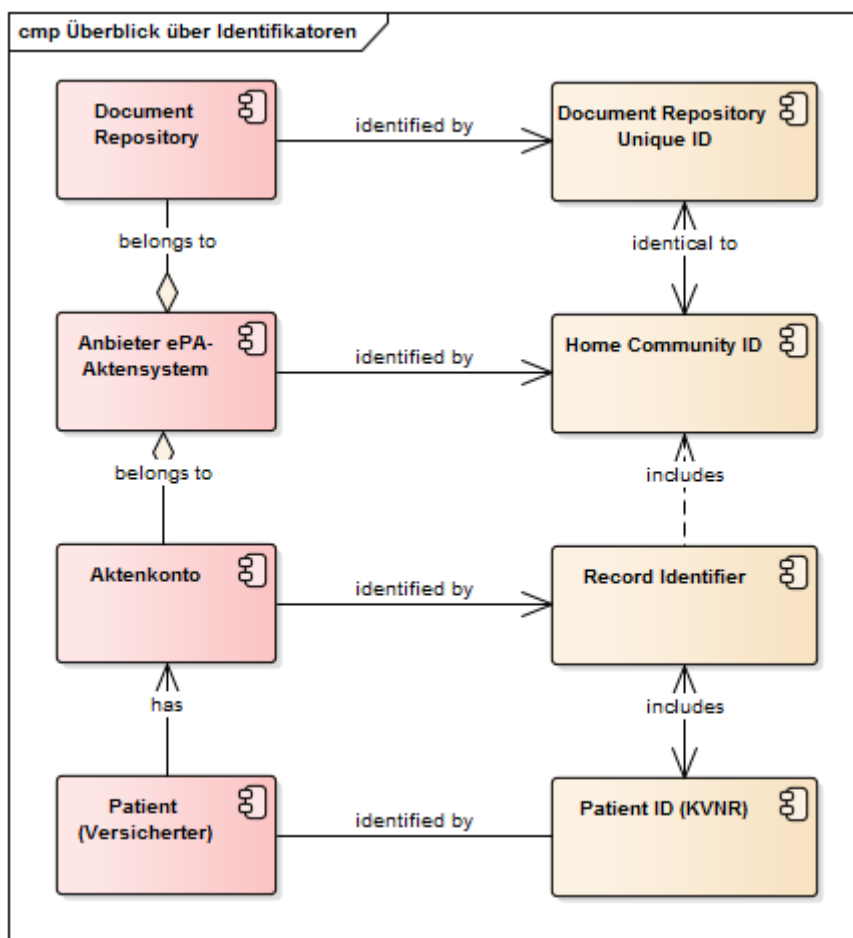 cmp Überblick über Identifikatoren
Document
Repository
identified by
Document Repository
Unique ID
belongs to
identical to
Anbieter ePA-
Aktensystem
identified by
Home Community ID
belongs to
includes
Aktenkonto
identified by
Record Identifier
has
includes
Patient
(Versicherter)
identified by
Patient ID (KVNR)